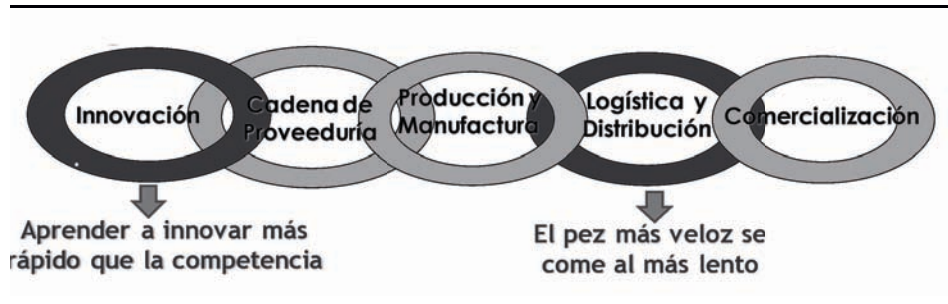 Innovación
Cadena de
Proveeduría
Producción y
Manufactura
Logística y
Distribución
Comercialización
Aprender a innovar más
rápido que la competencia
El pez más veloz se
come al más lento